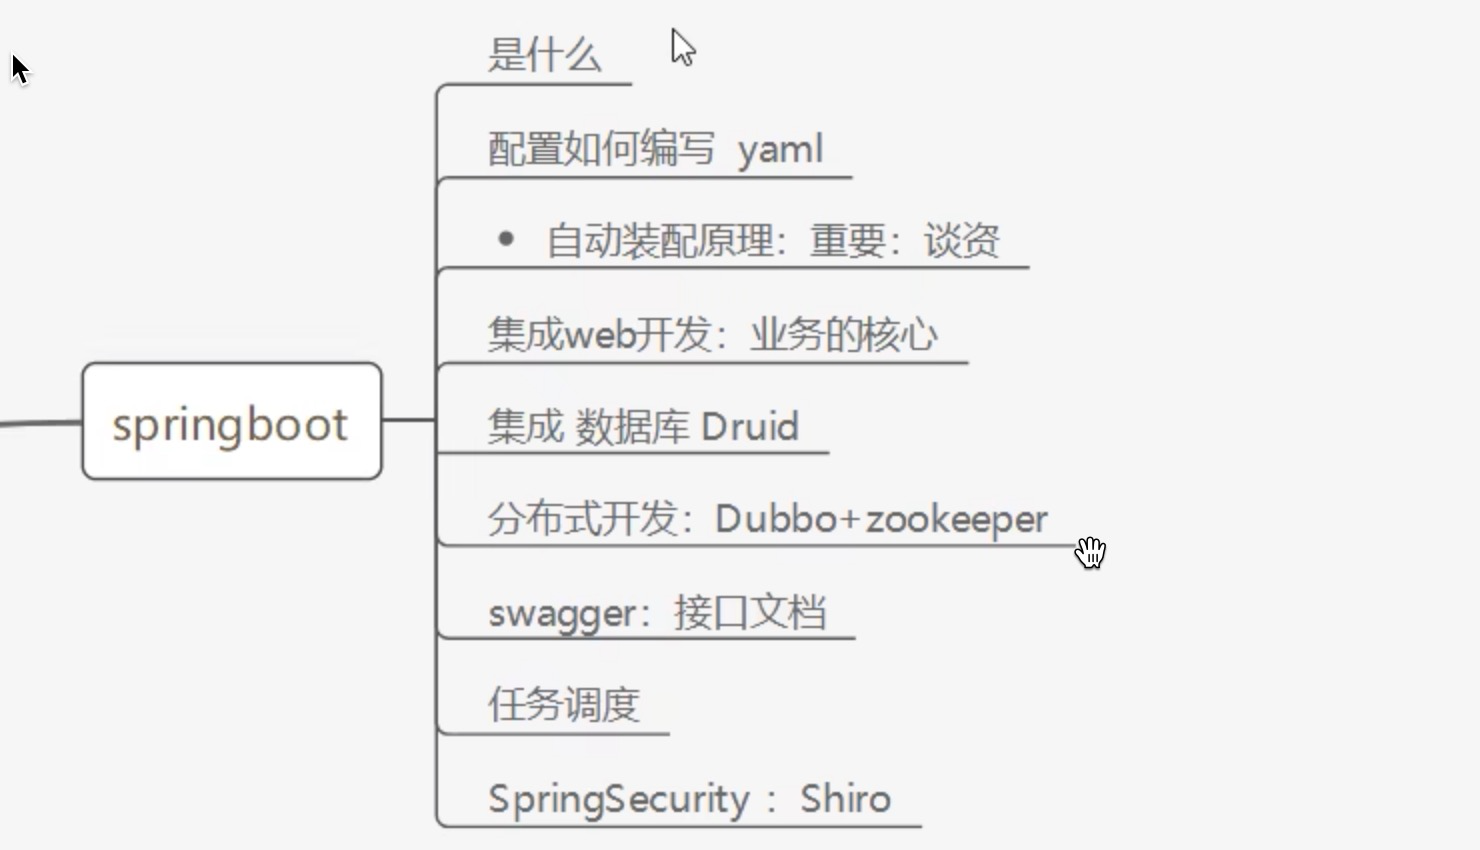 是什么
配置如何编写 yaml
• 自动装配原理：重要：谈资
集成web开发：业务的核心
springboot
集成 数据库 Druid
分布式开发：Dubbo+zookeeper
swagger：接口文档
任务调度
SpringSecurity ：Shiro